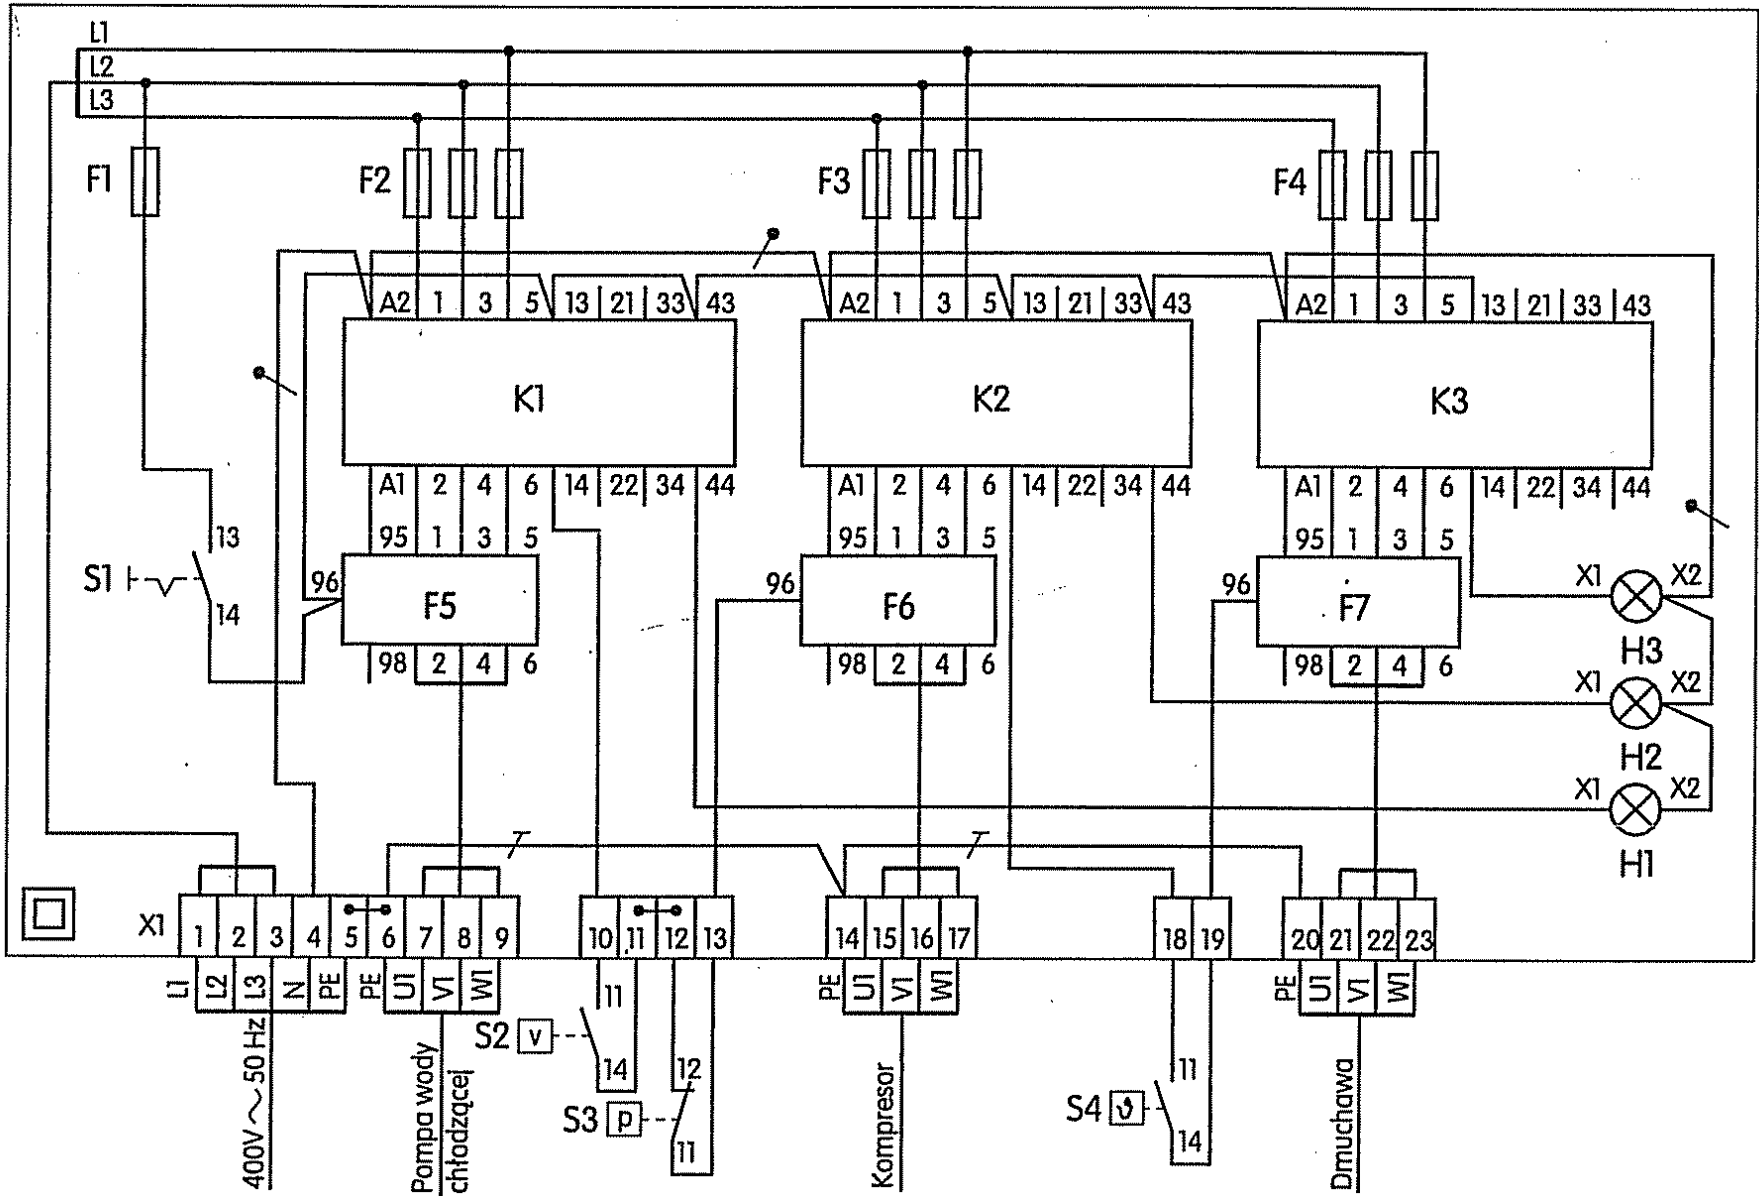 L1
L2
L3
F1
F2
F3
F4
A2 1 3 5 13 21 33 43
A2 1 3 5 13 21 33 43
A2 1 3 5 13 21 33 43
K1
K2
K3
A1 2 4 6 14 22 34 44
A1 2 4 6 14 22 34 44
A1 2 4 6 14 22 34 44
13
95 1 3 5
95 1 3 5
95 1 3 5
S1
14
96
F5
96
F6
96
F7
98 2 4 6
98 2 4 6
98 2 4 6
X1 X2
H3
X1 X2
H2
X1 X2
H1
X1
1 2 3 4 5 6 7 8 9
10 11 12 13
14 15 16 17
18 19
20 21 22 23
L1 L2 L3 N PE PE U1 V1 W1
PE U1 V1 W1
PE U1 V1 W1
400V ~ 50 Hz
Pompa wody
chłodzącej
11
S2 v
14
12
S3 p
11
Kompresor
11
S4 ϑ
14
Dmuchawa